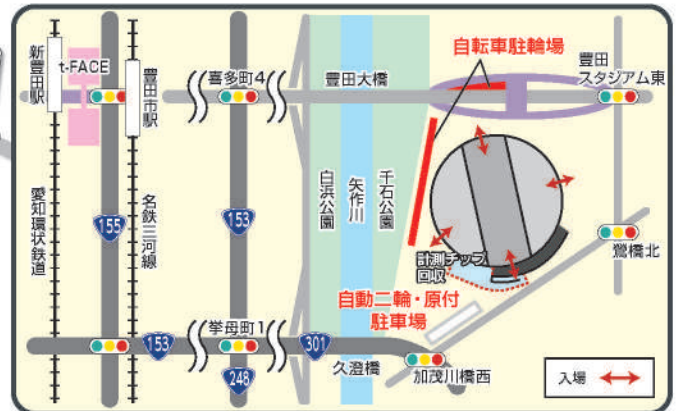 自転車駐輪場
新豊田駅
t-FACE
豊田市駅
喜多町4
豊田大橋
豊田
スタジアム東
愛知環状鉄道
155
名鉄三河線
153
白浜公園
矢作川
千石公園
計測チップ
回収
鶯橋北
自動二輪・原付
駐車場
153
挙母町1
248
301
久澄橋
加茂川橋西
入場